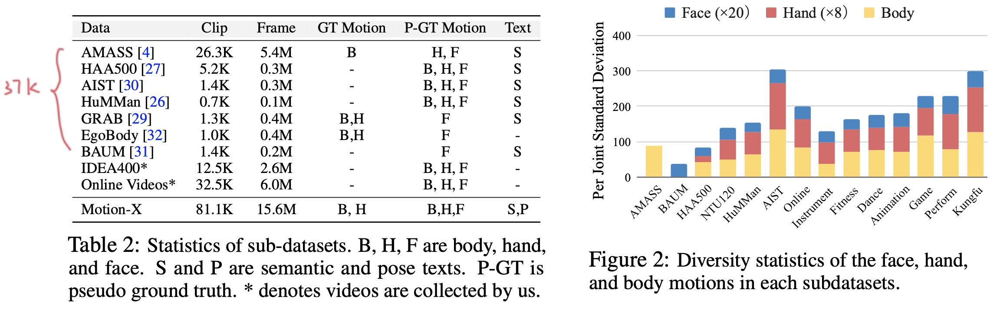 Data Clip Frame GT Motion P-GT Motion Text
AMASS [4] 26.3K 5.4M B H, F S
HAA500 [27] 5.2K 0.3M - B, H, F S
AIST [30] 1.4K 0.3M - B, H, F S
HuMMan [26] 0.7K 0.1M - B, H, F S
GRAB [29] 1.3K 0.4M B,H F S
EgoBody [32] 1.0K 0.4M B,H F -
BAUM [31] 1.4K 0.2M - F S
IDEA400* 12.5K 2.6M - B, H, F -
Online Videos* 32.5K 6.0M - B, H, F -
Motion-X 81.1K 15.6M B, H B,H,F S,P
37k
Table 2: Statistics of sub-datasets. B, H, F are body, hand,
and face. S and P are semantic and pose texts. P-GT is
pseudo ground truth. * denotes videos are collected by us.
Face (×20) Hand (×8) Body
Per Joint Standard Deviation
400
300
200
100
0
AMASS BAUM HAA500 NTU120 HuMMan AIST Online Instrument Fitness Dance Animation Game Perform Kungfu
Figure 2: Diversity statistics of the face, hand,
and body motions in each subdatasets.